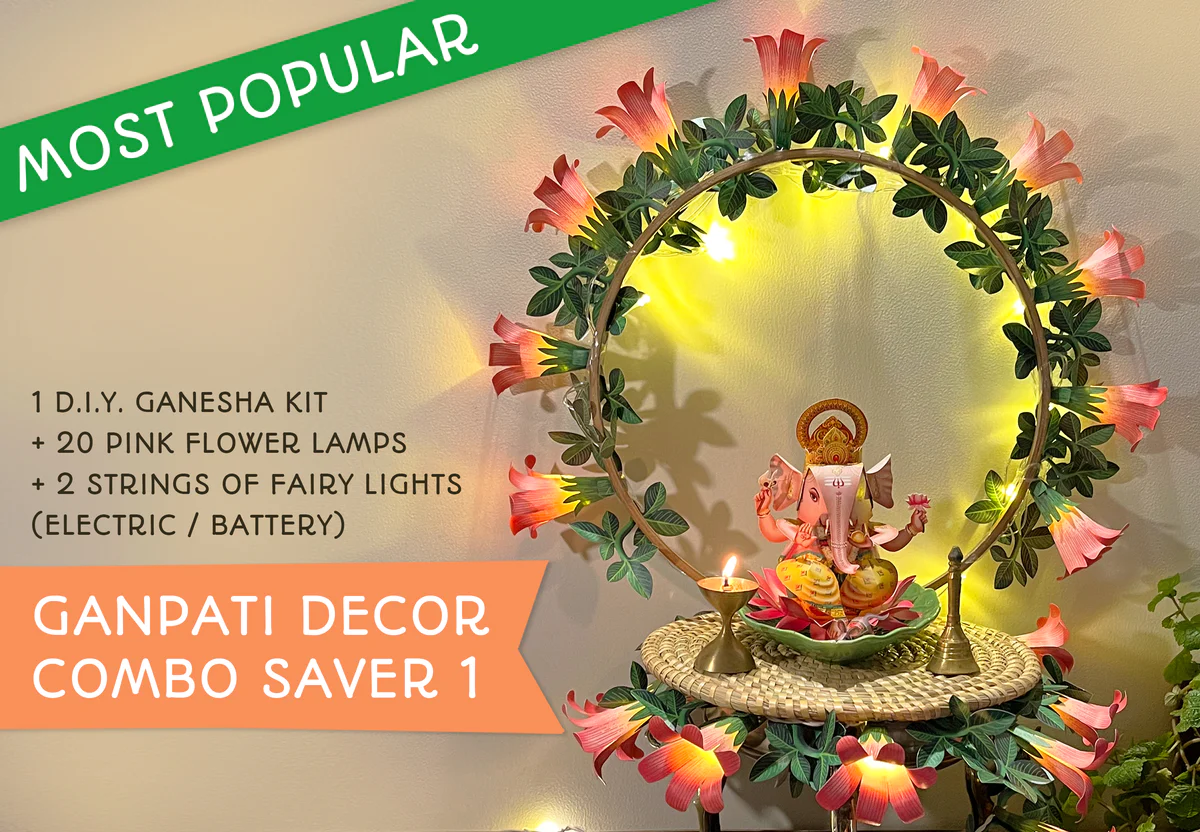 MOST POPULAR
1 D.I.Y. GANESHA KIT
+ 20 PINK FLOWER LAMPS
+ 2 STRINGS OF FAIRY LIGHTS
(ELECTRIC / BATTERY)
GANPATI DECOR
COMBO SAVER 1